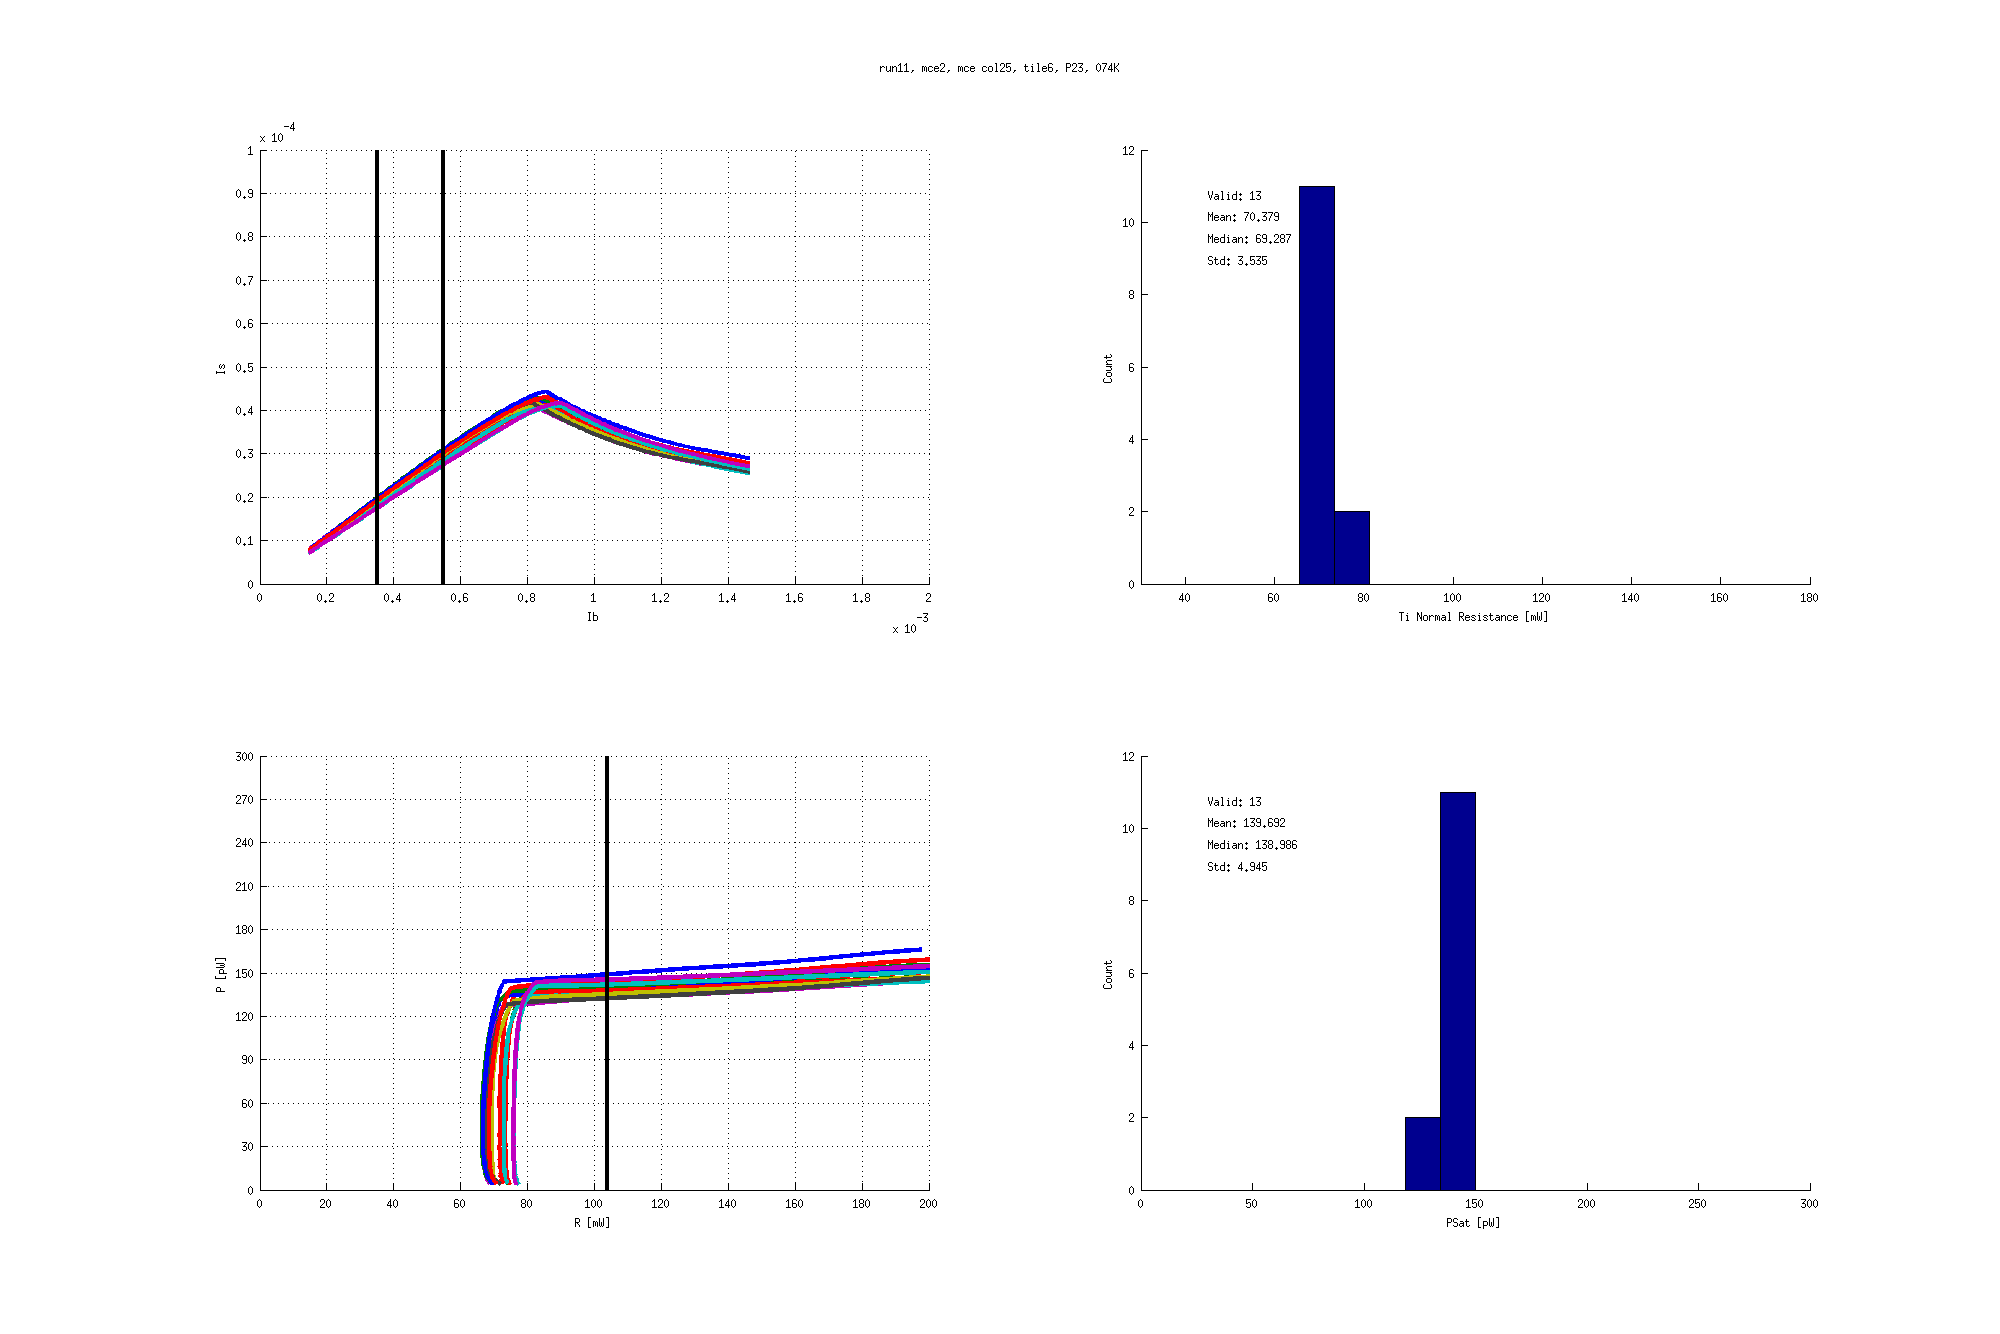 run11, mce2, mce col25, tile6, P23, 074K
x 10^-4
1
0.9
0.8
0.7
0.6
0.5
0.4
0.3
0.2
0.1
0
Is
0 0.2 0.4 0.6 0.8 1 1.2 1.4 1.6 1.8 2
Ib
x 10^-3
12
10
8
6
4
2
0
Count
Valid: 13
Mean: 70.379
Median: 69.287
Std: 3.535
40 60 80 100 120 140 160 180
Ti Normal Resistance [mW]
300
270
240
210
180
150
120
90
60
30
0
P [pW]
0 20 40 60 80 100 120 140 160 180 200
R [mW]
12
10
8
6
4
2
0
Count
Valid: 13
Mean: 139.692
Median: 138.986
Std: 4.945
0 50 100 150 200 250 300
PSat [pW]